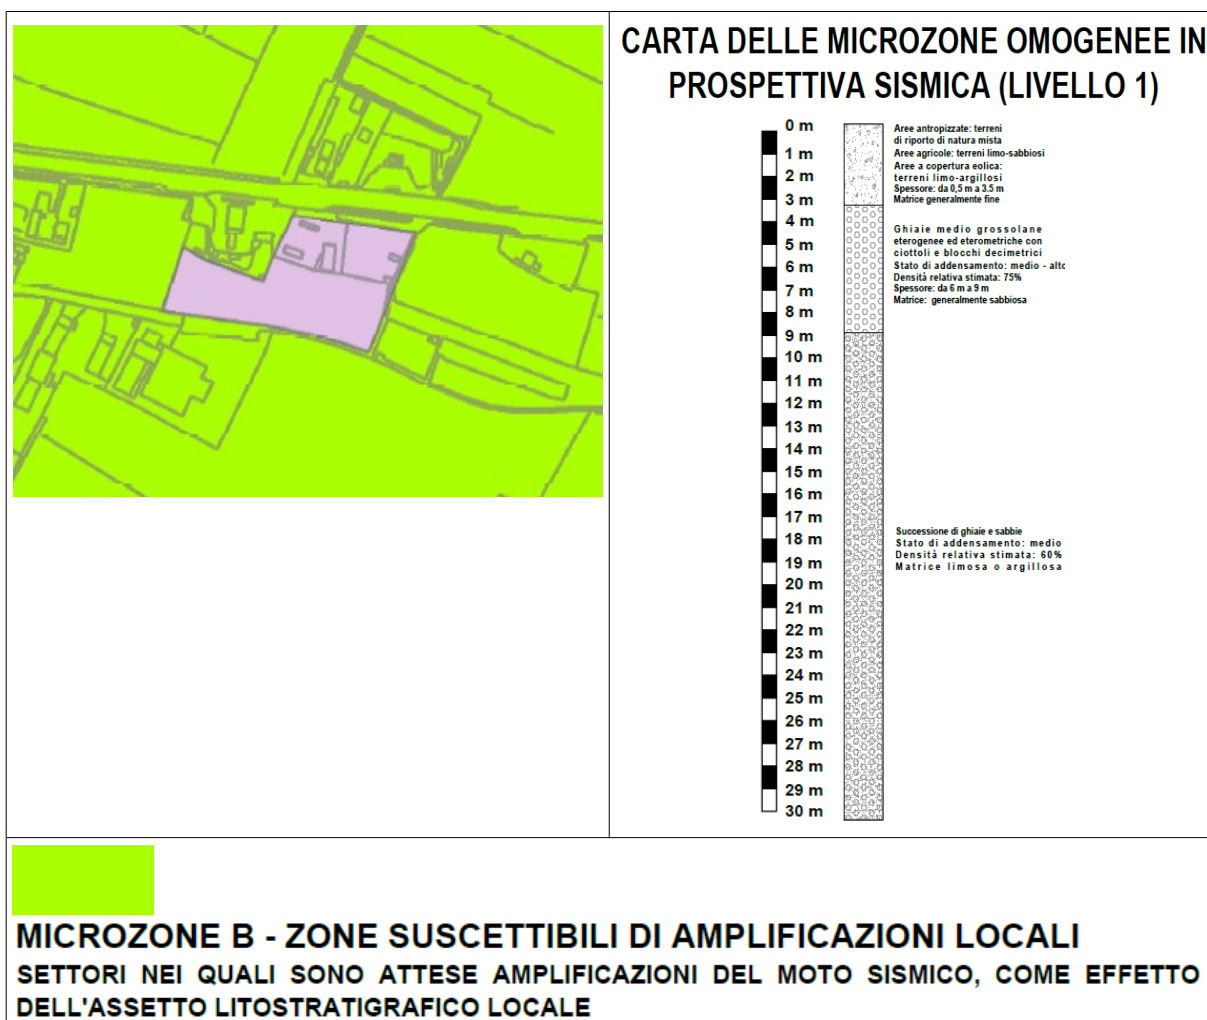 CARTA DELLE MICROZONE OMOGENEE IN
PROSPETTIVA SISMICA (LIVELLO 1)
0 m
1 m
2 m
3 m
4 m
5 m
6 m
7 m
8 m
9 m
10 m
11 m
12 m
13 m
14 m
15 m
16 m
17 m
18 m
19 m
20 m
21 m
22 m
23 m
24 m
25 m
26 m
27 m
28 m
29 m
30 m
Aree antropizzate: terreni
di riporto di natura mista
Aree agricole: terreni limo-sabbiosi
Aree a copertura eolica:
terreni limo-argillosi
Spessore: da 0,5 m a 3.5 m
Matrice generalmente fine
Ghiaie medio grossolane
eterogenee ed eterometriche con
ciottoli e blocchi decimetrici
Stato di addensamento: medio - alto
Densità relativa stimata: 75%
Spessore: da 6 m a 9 m
Matrice: generalmente sabbiosa
Successione di ghiaie e sabbie
Stato di addensamento: medio
Densità relativa stimata: 60%
Matrice limosa o argillosa
MICROZONE B - ZONE SUSCETTIBILI DI AMPLIFICAZIONI LOCALI
SETTORI NEI QUALI SONO ATTESE AMPLIFICAZIONI DEL MOTO SISMICO, COME EFFETTO
DELL'ASSETTO LITOSTRATIGRAFICO LOCALE